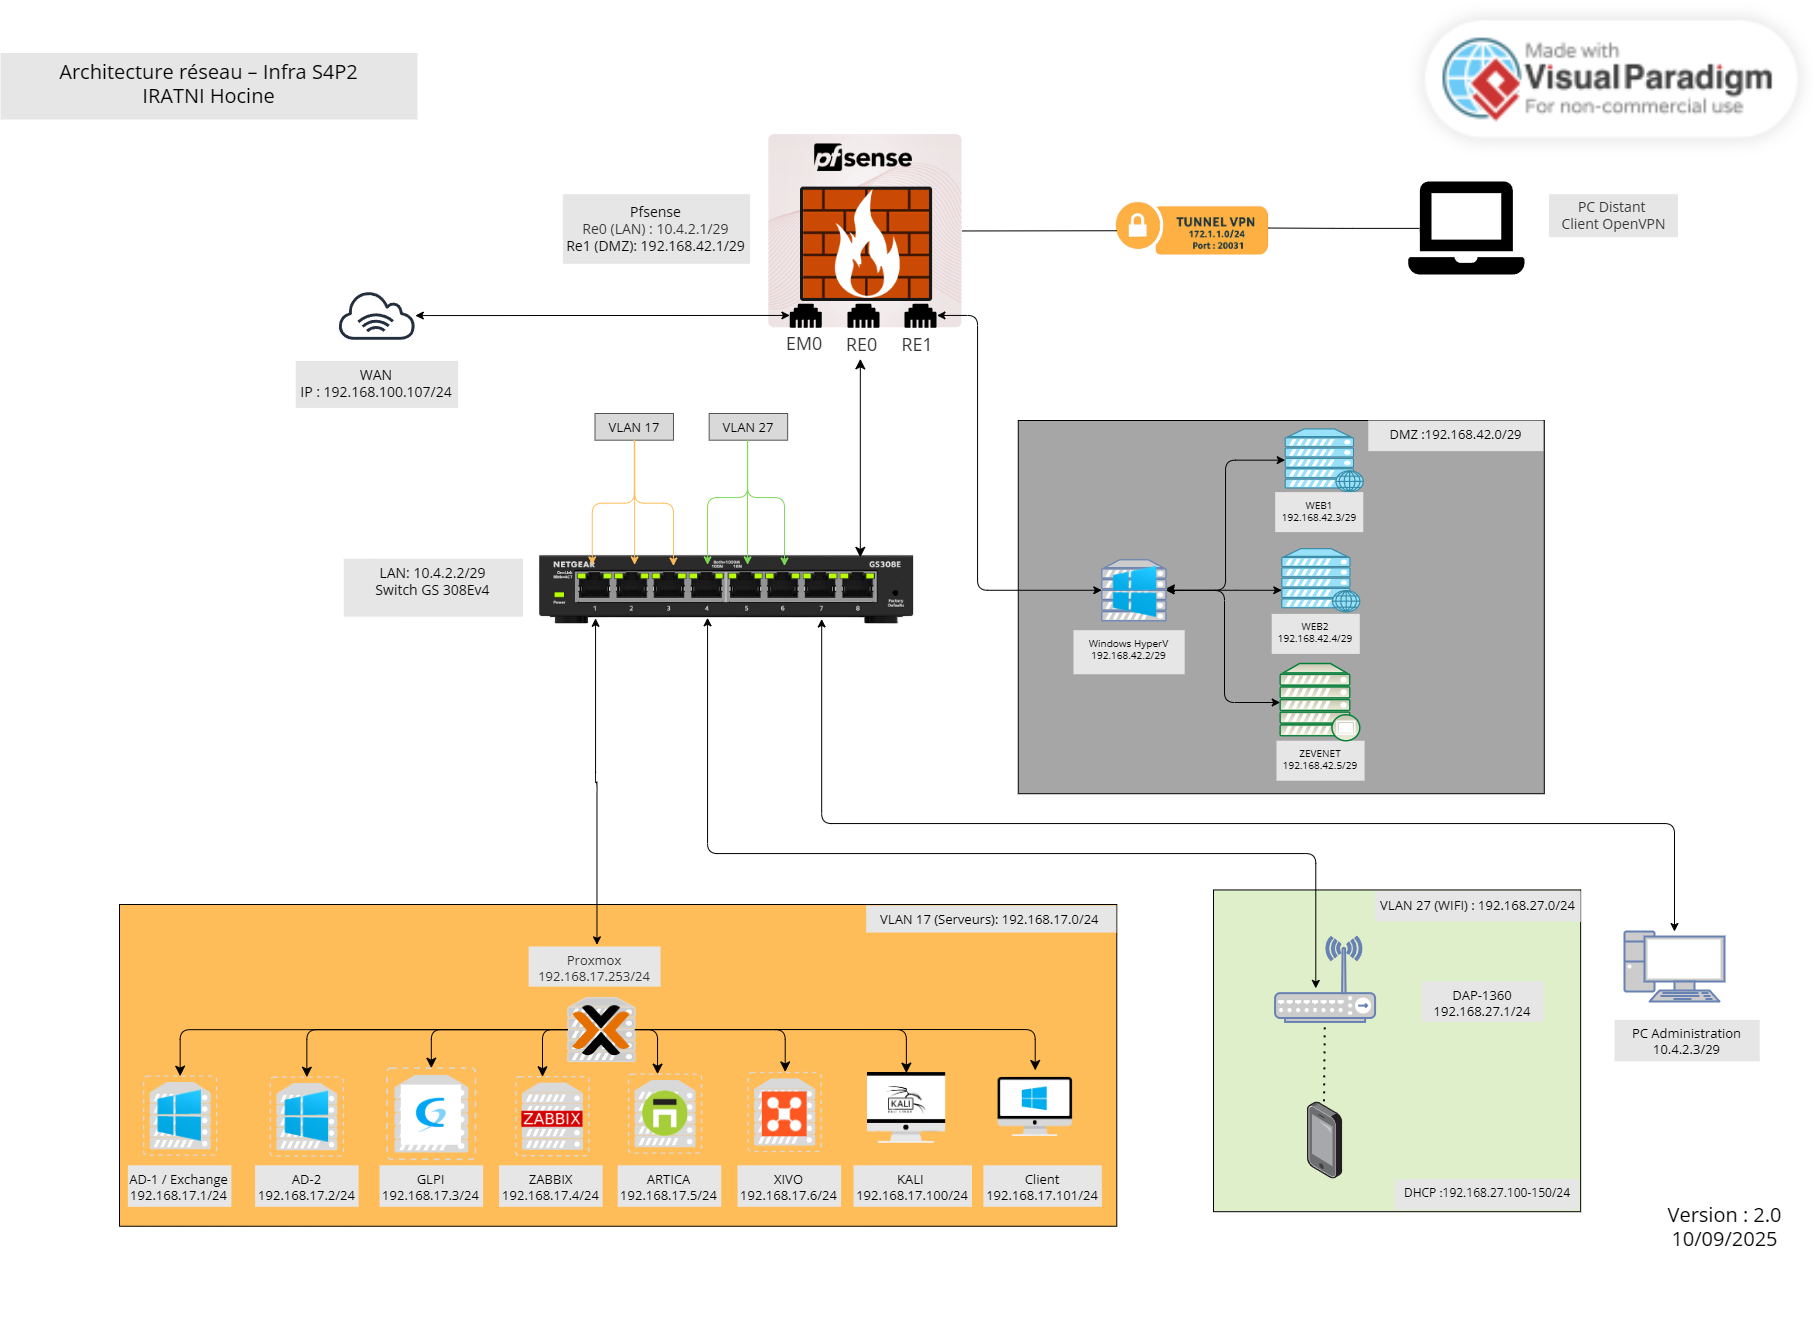 Architecture réseau – Infra S4P2
IRATNI Hocine
Made with
Visual Paradigm
For non-commercial use
pfsense
Pfsense
Re0 (LAN) : 10.4.2.1/29
Re1 (DMZ): 192.168.42.1/29
TUNNEL VPN
172.1.1.0/24
Port : 20031
PC Distant
Client OpenVPN
EM0
RE0
RE1
WAN
IP : 192.168.100.107/24
VLAN 17
VLAN 27
DMZ :192.168.42.0/29
WEB1
192.168.42.3/29
LAN: 10.4.2.2/29
Switch GS 308Ev4
NETGEAR
GS308E
Power
Factory
Defaults
1
2
3
4
5
6
7
8
Windows HyperV
192.168.42.2/29
WEB2
192.168.42.4/29
ZEVENET
192.168.42.5/29
VLAN 17 (Serveurs): 192.168.17.0/24
Proxmox
192.168.17.253/24
ZABBIX
KALI
AD-1 / Exchange
192.168.17.1/24
AD-2
192.168.17.2/24
GLPI
192.168.17.3/24
ZABBIX
192.168.17.4/24
ARTICA
192.168.17.5/24
XIVO
192.168.17.6/24
KALI
192.168.17.100/24
Client
192.168.17.101/24
VLAN 27 (WIFI) : 192.168.27.0/24
DAP-1360
192.168.27.1/24
DHCP :192.168.27.100-150/24
PC Administration
10.4.2.3/29
Version : 2.0
10/09/2025